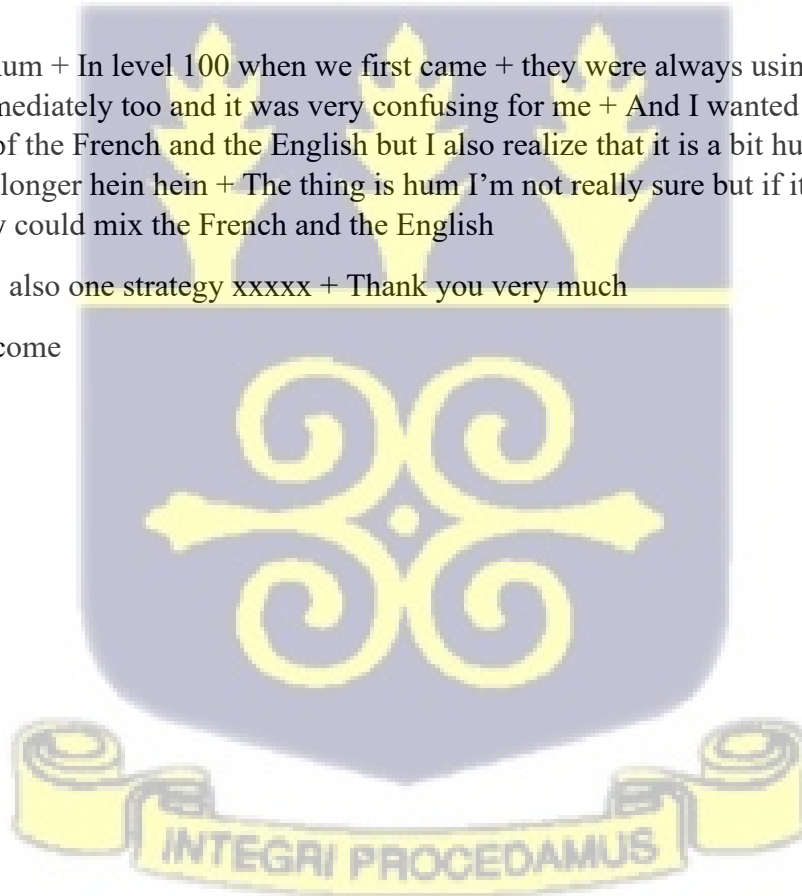 um + In level 100 when we first came + they were always usin
mediately too and it was very confusing for me + And I wanted
of the French and the English but I also realize that it is a bit hu
longer hein hein + The thing is hum I’m not really sure but if it
y could mix the French and the English
also one strategy xxxxx + Thank you very much
come
INTEGRI PROCEDAMUS